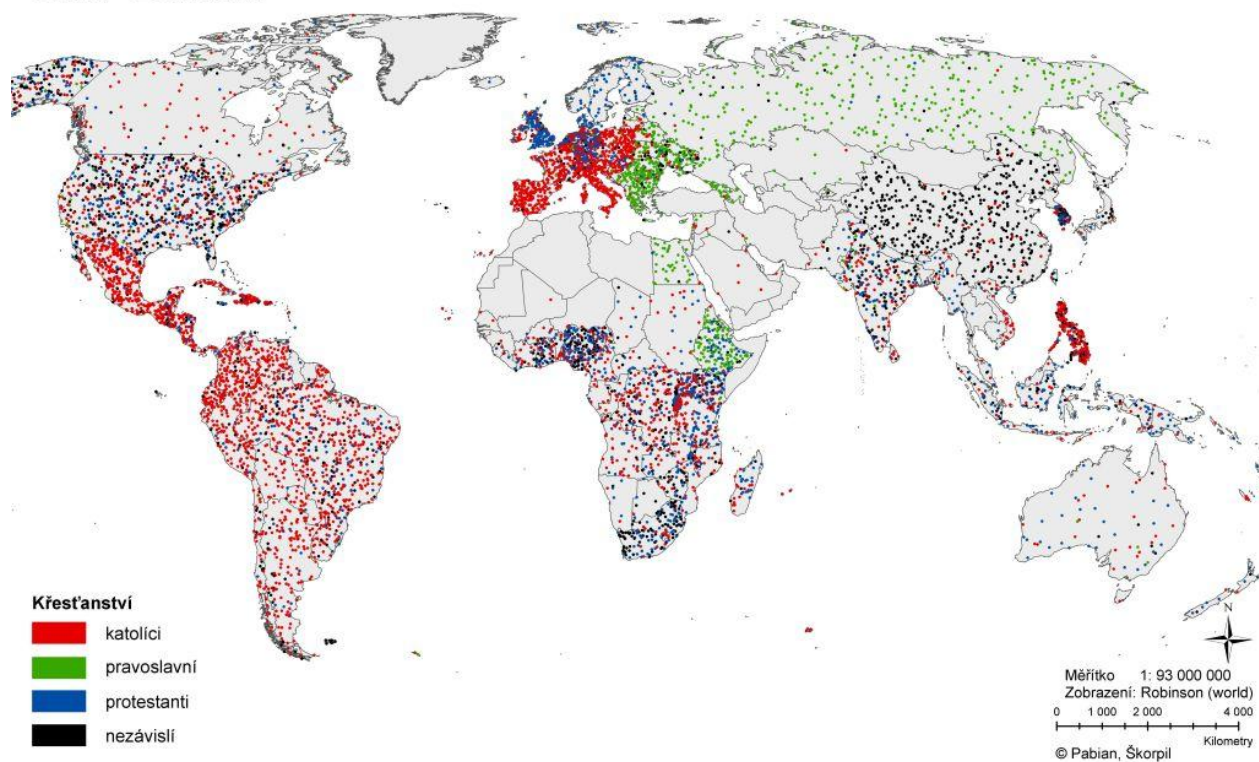 Křesťanství
katolíci
pravoslavní
protestanti
nezávislí
N
Měřítko 1: 93 000 000
Zobrazení: Robinson (world)
0 1 000 2 000 4 000
Kilometry
© Pabian, Škorpil